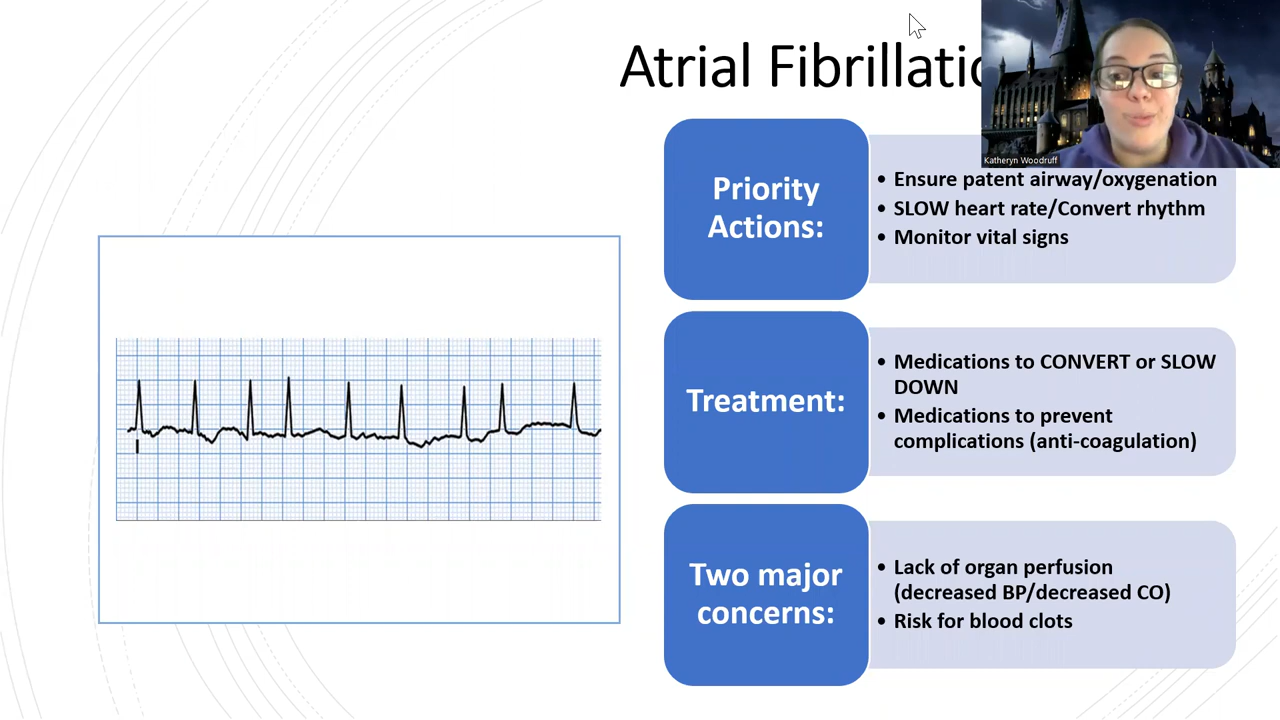 Atrial Fibrillatio
Katheryn Woodruff
Priority
Actions:
• Ensure patent airway/oxygenation
• SLOW heart rate/Convert rhythm
• Monitor vital signs
Treatment:
• Medications to CONVERT or SLOW
DOWN
• Medications to prevent
complications (anti-coagulation)
Two major
concerns:
• Lack of organ perfusion
(decreased BP/decreased CO)
• Risk for blood clots